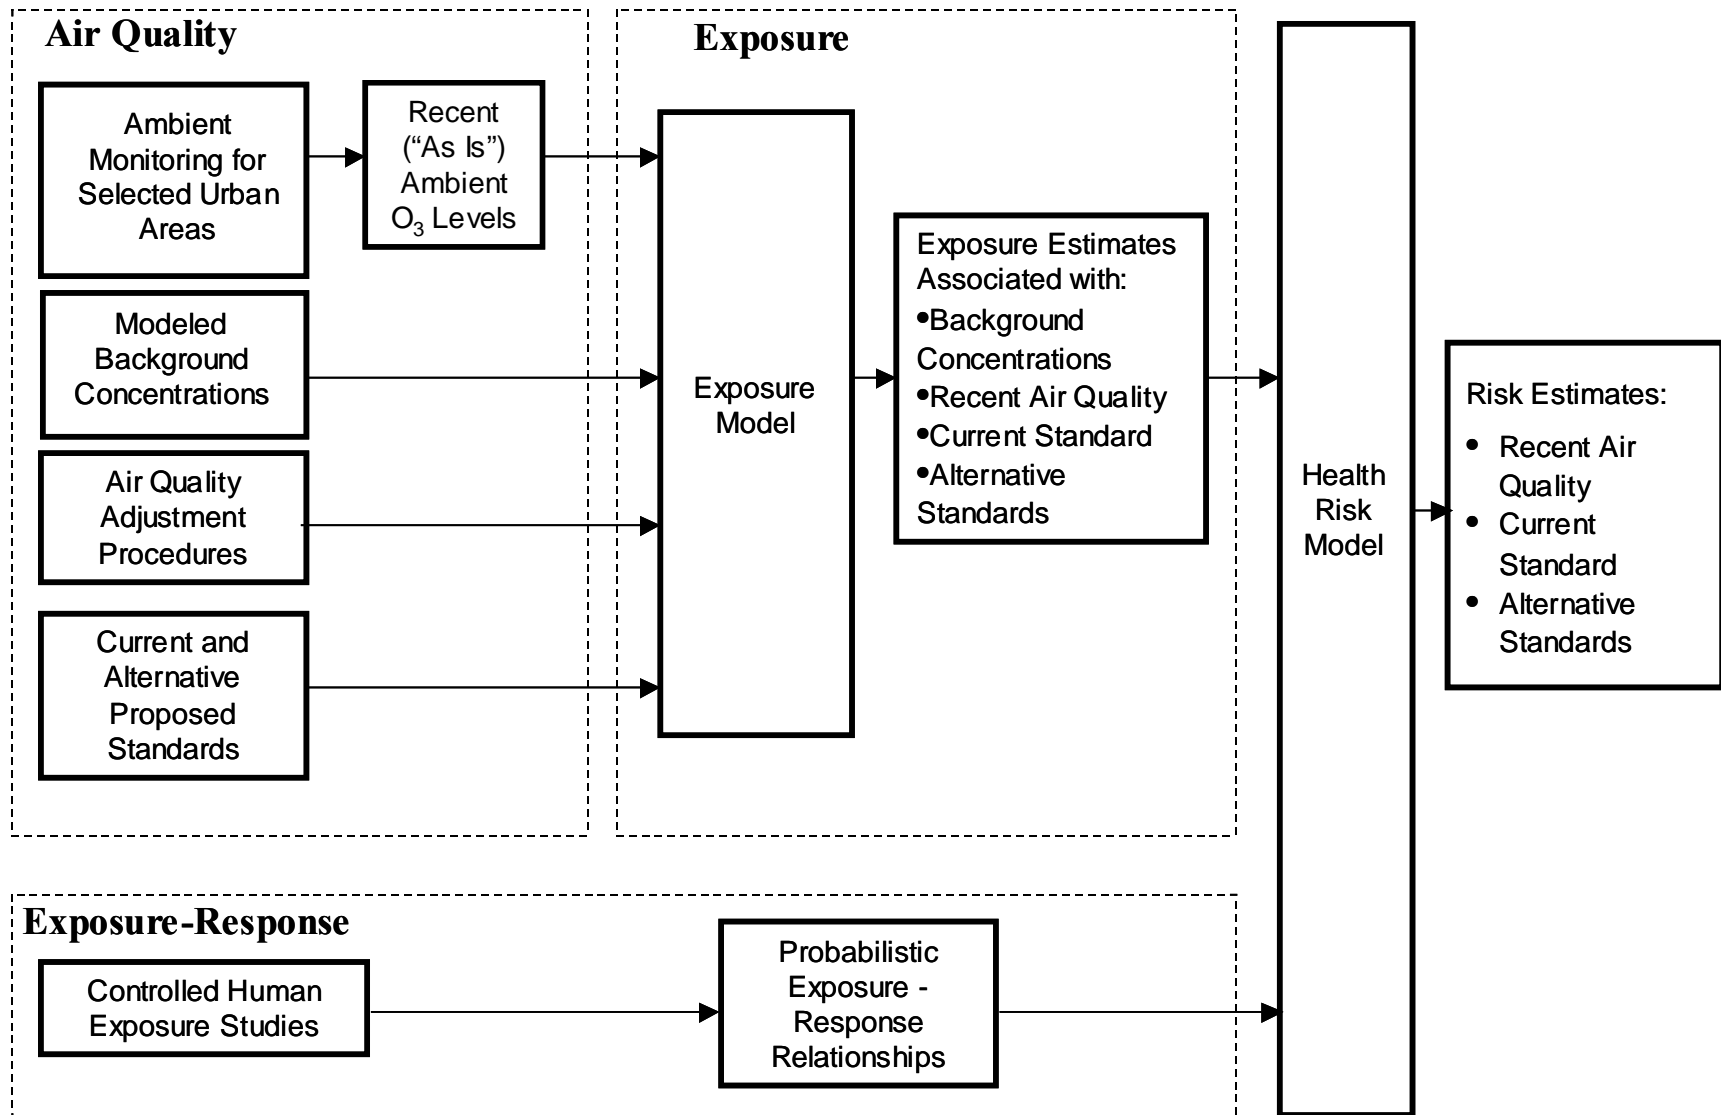 Air Quality
Ambient
Monitoring for
Selected Urban
Areas
Recent
(“As Is”)
Ambient
O₃ Levels
Modeled
Background
Concentrations
Air Quality
Adjustment
Procedures
Current and
Alternative
Proposed
Standards
Exposure
Exposure
Model
Exposure Estimates
Associated with:
•Background
Concentrations
•Recent Air Quality
•Current Standard
•Alternative
Standards
Health
Risk
Model
Risk Estimates:
• Recent Air
Quality
• Current
Standard
• Alternative
Standards
Exposure-Response
Controlled Human
Exposure Studies
Probabilistic
Exposure -
Response
Relationships